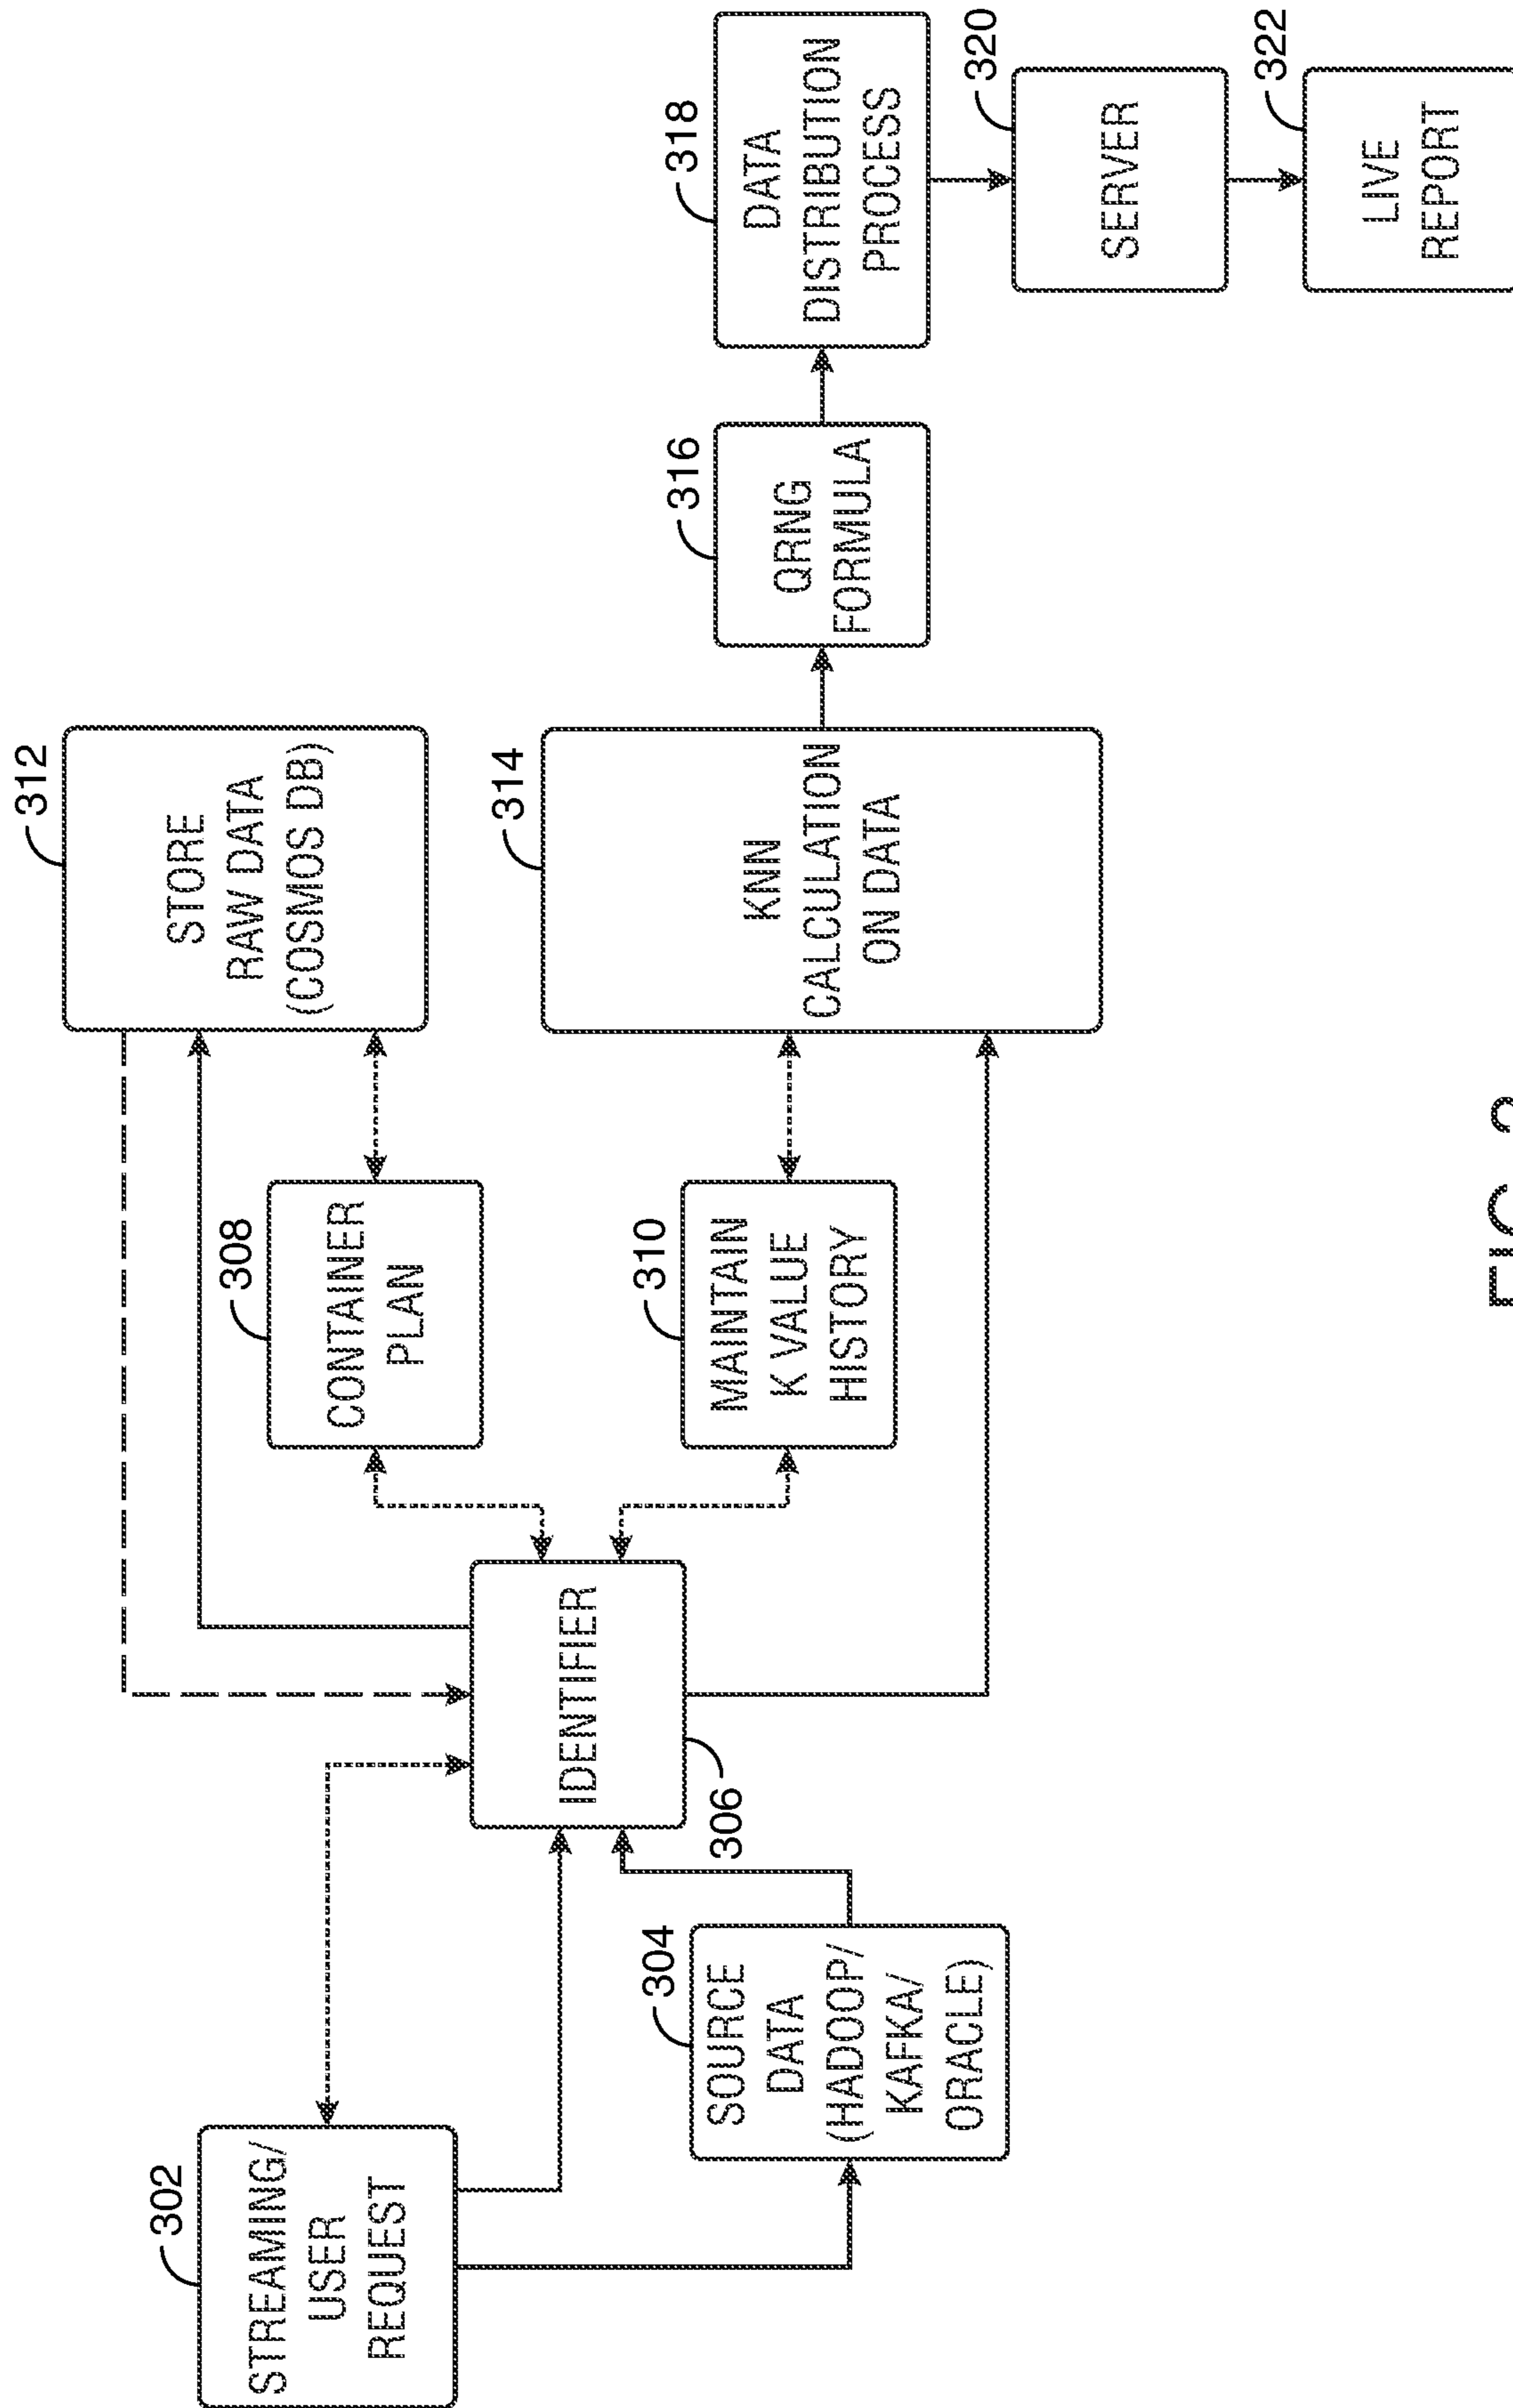 302
STREAMING/
USER
REQUEST
304
SOURCE
DATA
(HADOOP/
KAFKA/
ORACLE)
306
IDENTIFIER
308
CONTAINER
PLAN
310
MAINTAIN
K VALUE
HISTORY
312
STORE
RAW DATA
(COSMOS DB)
314
KNN
CALCULATION
ON DATA
316
QRNG
FORMULA
318
DATA
DISTRIBUTION
PROCESS
320
SERVER
322
LIVE
REPORT